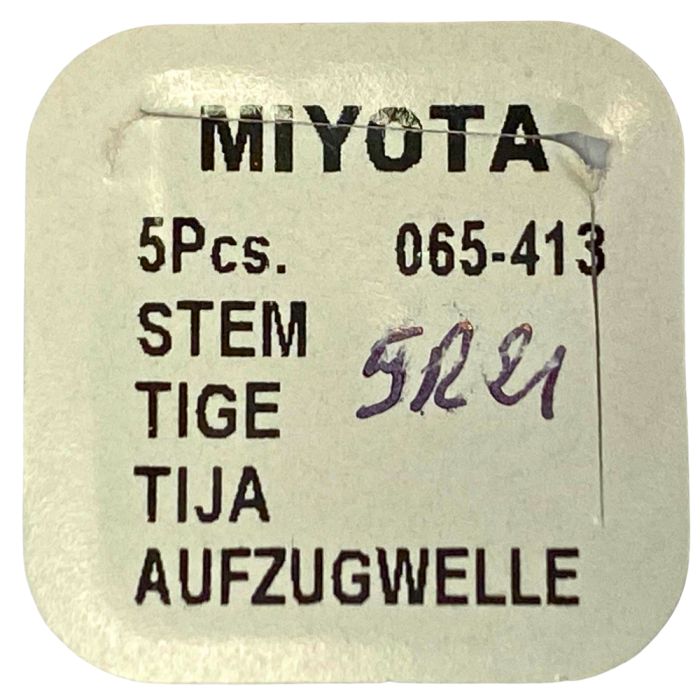 MIYOTA
5Pcs. 065-413
STEM
5R21
TIGE
TIJA
AUFZUGWELLE